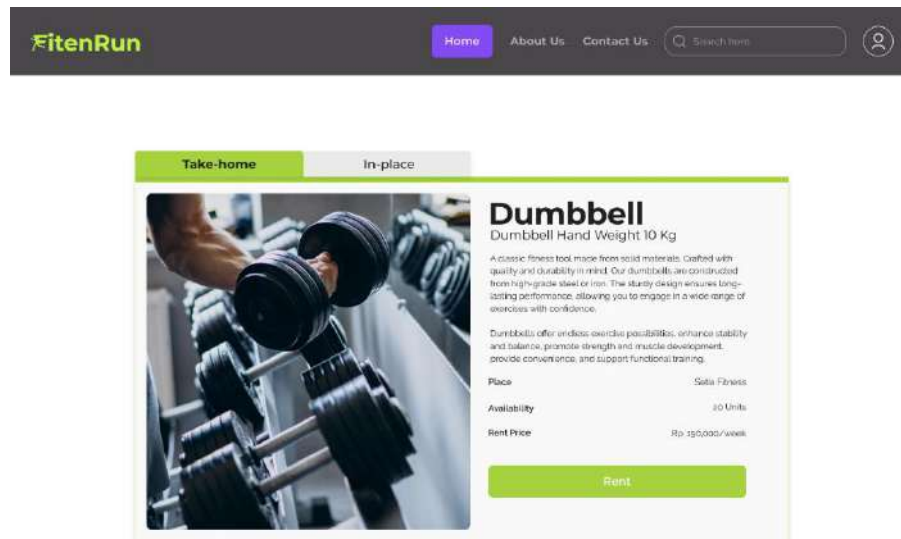 FitenRun
Home About Us Contact Us Search here
Take-home In-place
Dumbbell
Dumbbell Hand Weight 10 Kg
A classic fitness tool made from solid materials. Crafted with
quality and durability in mind. Our dumbbells are constructed
from high-grade steel or iron. The sturdy design ensures long-
lasting performance, allowing you to engage in a wide range of
exercises with confidence.
Dumbbells offer endless exercise possibilities, enhance stability
and balance, promote strength and muscle development,
provide convenience, and support functional training.
Place Setia Fitness
Availability 20 Units
Rent Price Rp. 150,000/week
Rent